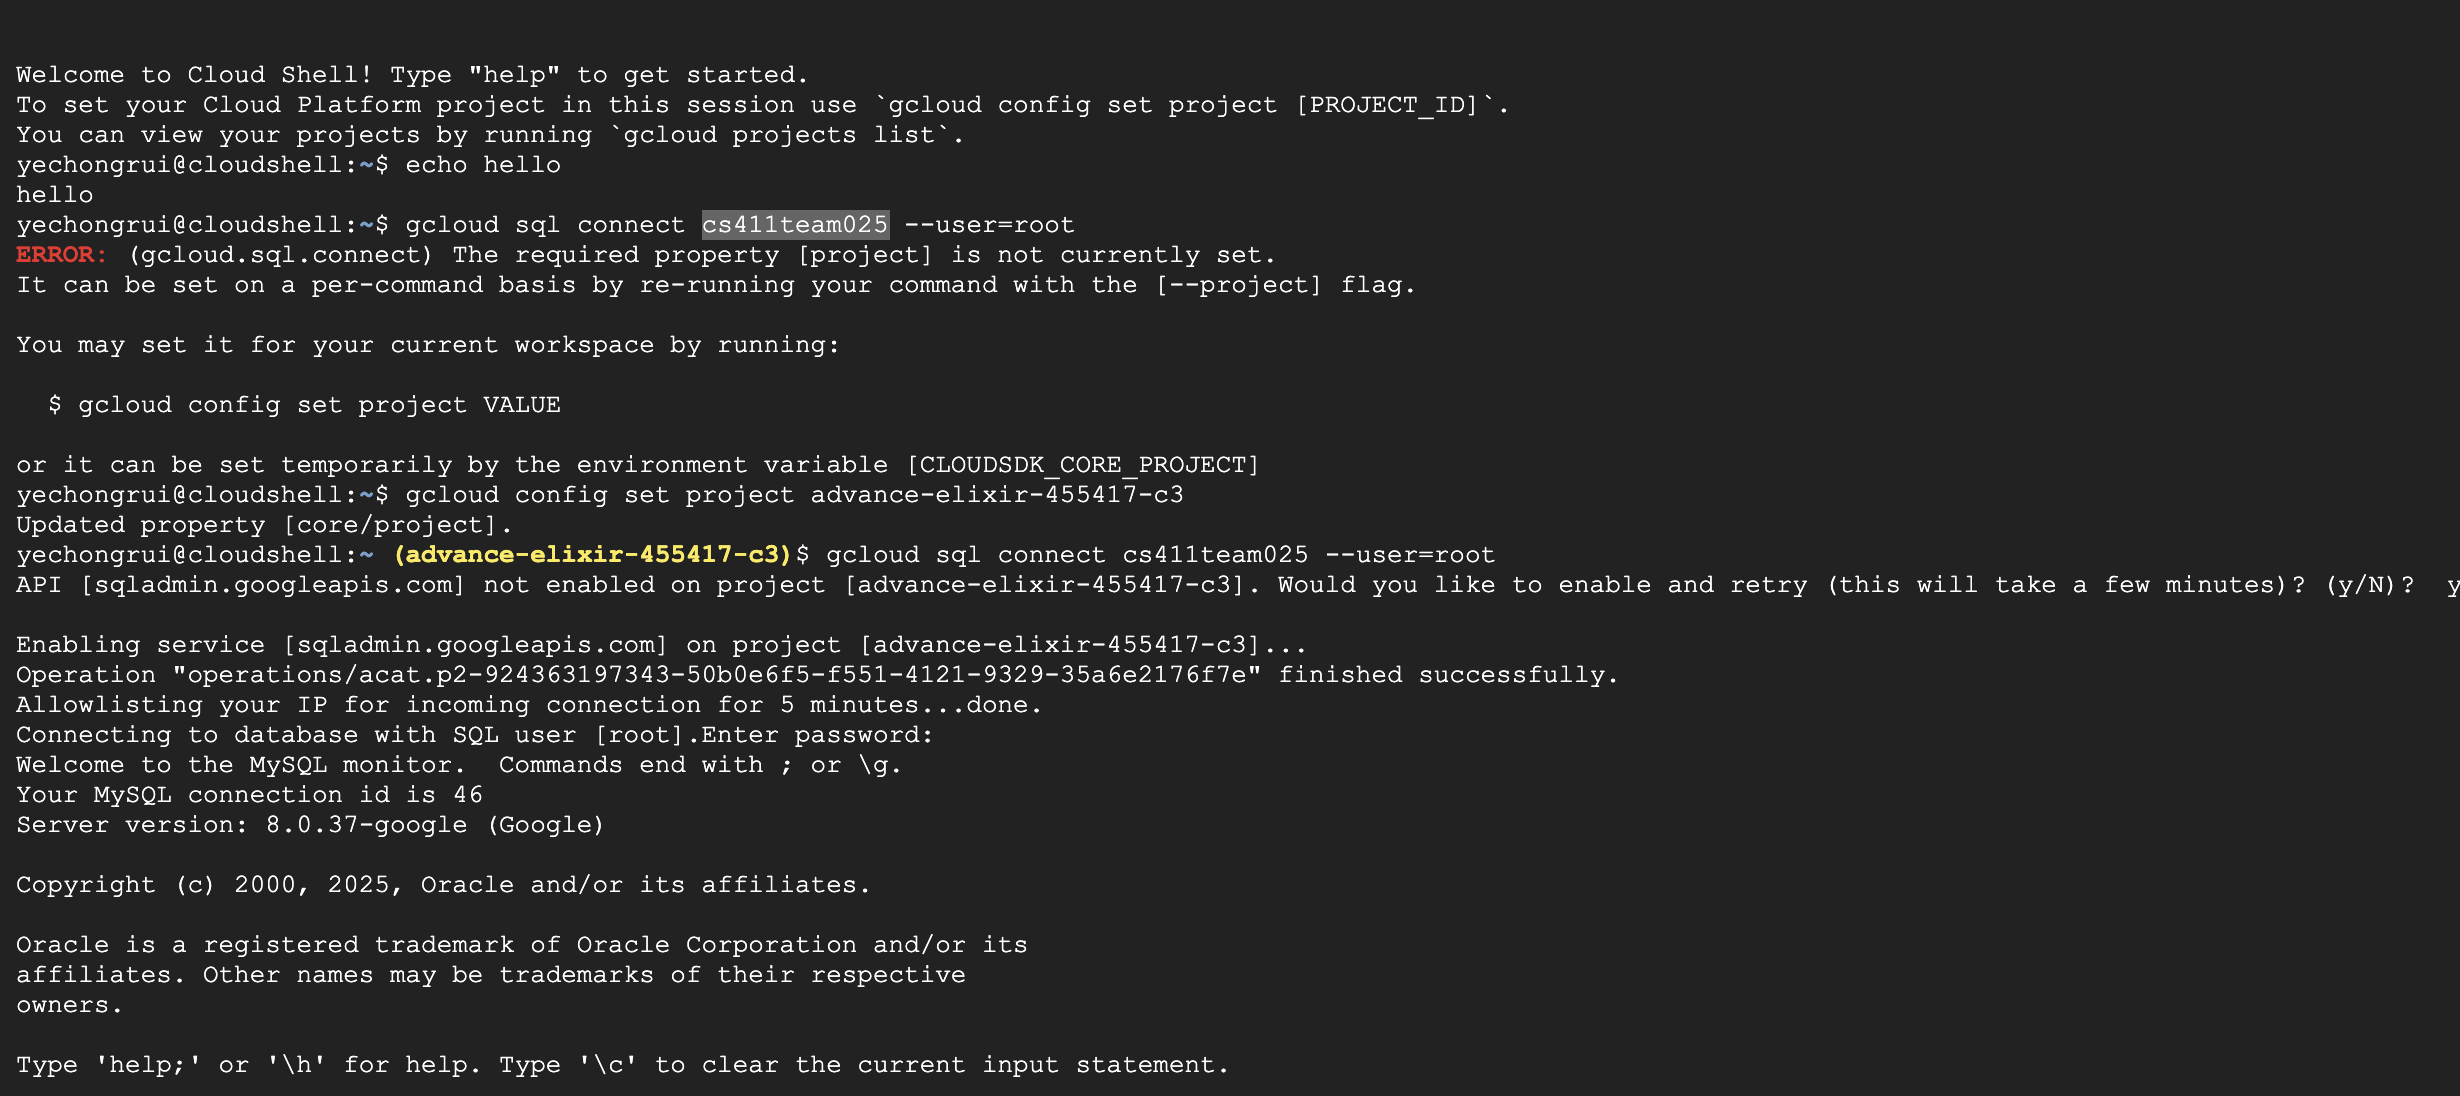 Welcome to Cloud Shell! Type "help" to get started.
To set your Cloud Platform project in this session use `gcloud config set project [PROJECT_ID]`.
You can view your projects by running `gcloud projects list`.
yechongrui@cloudshell:~$ echo hello
hello
yechongrui@cloudshell:~$ gcloud sql connect cs411team025 --user=root
ERROR: (gcloud.sql.connect) The required property [project] is not currently set.
It can be set on a per-command basis by re-running your command with the [--project] flag.

You may set it for your current workspace by running:

  $ gcloud config set project VALUE

or it can be set temporarily by the environment variable [CLOUDSDK_CORE_PROJECT]
yechongrui@cloudshell:~$ gcloud config set project advance-elixir-455417-c3
Updated property [core/project].
yechongrui@cloudshell:~ (advance-elixir-455417-c3)$ gcloud sql connect cs411team025 --user=root
API [sqladmin.googleapis.com] not enabled on project [advance-elixir-455417-c3]. Would you like to enable and retry (this will take a few minutes)? (y/N)?  y

Enabling service [sqladmin.googleapis.com] on project [advance-elixir-455417-c3]...
Operation "operations/acat.p2-924363197343-50b0e6f5-f551-4121-9329-35a6e2176f7e" finished successfully.
Allowlisting your IP for incoming connection for 5 minutes...done.
Connecting to database with SQL user [root].Enter password:
Welcome to the MySQL monitor.  Commands end with ; or \g.
Your MySQL connection id is 46
Server version: 8.0.37-google (Google)

Copyright (c) 2000, 2025, Oracle and/or its affiliates.

Oracle is a registered trademark of Oracle Corporation and/or its
affiliates. Other names may be trademarks of their respective
owners.

Type 'help;' or '\h' for help. Type '\c' to clear the current input statement.